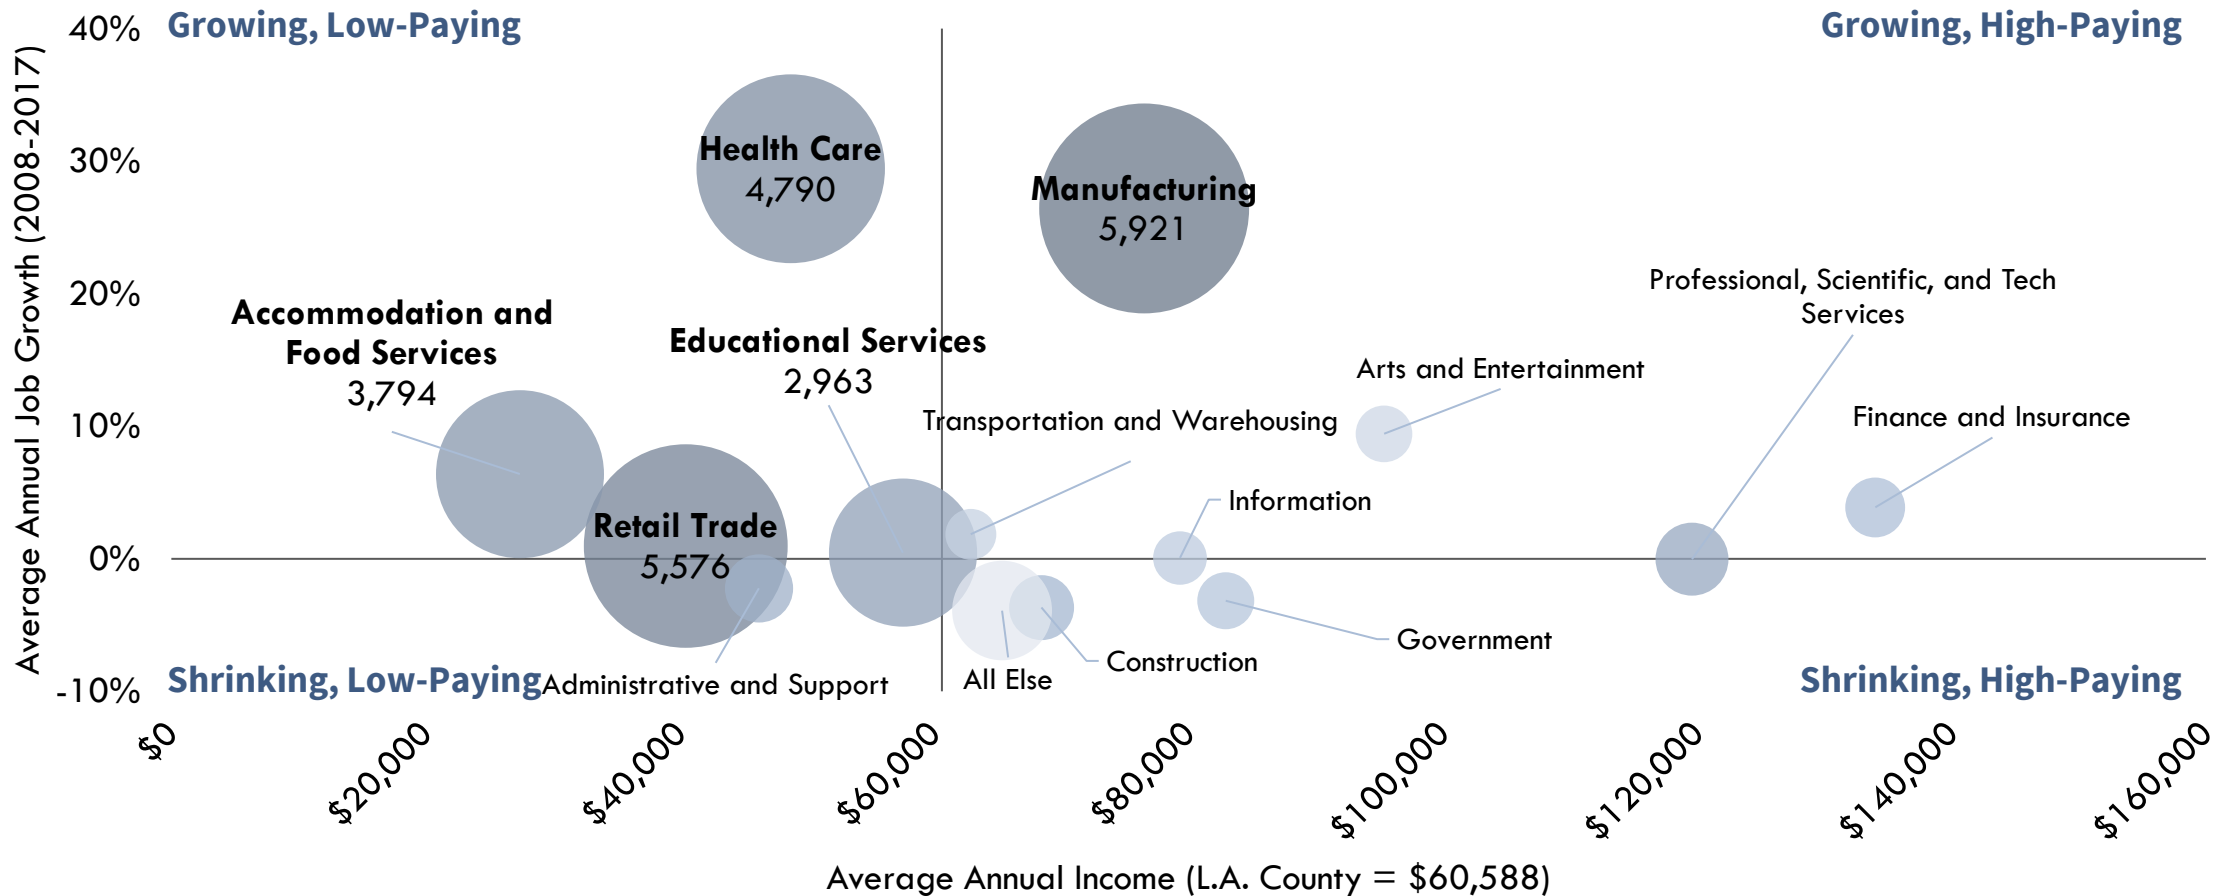 Growing, Low-Paying
Growing, High-Paying
Average Annual Job Growth (2008-2017)
40%
30%
20%
10%
0%
-10%
Health Care
4,790
Manufacturing
5,921
Accommodation and
Food Services
3,794
Educational Services
2,963
Professional, Scientific, and Tech
Services
Arts and Entertainment
Transportation and Warehousing
Finance and Insurance
Information
Retail Trade
5,576
Government
Construction
All Else
Administrative and Support
Shrinking, Low-Paying
Shrinking, High-Paying
$0
$20,000
$40,000
$60,000
$80,000
$100,000
$120,000
$140,000
$160,000
Average Annual Income (L.A. County = $60,588)